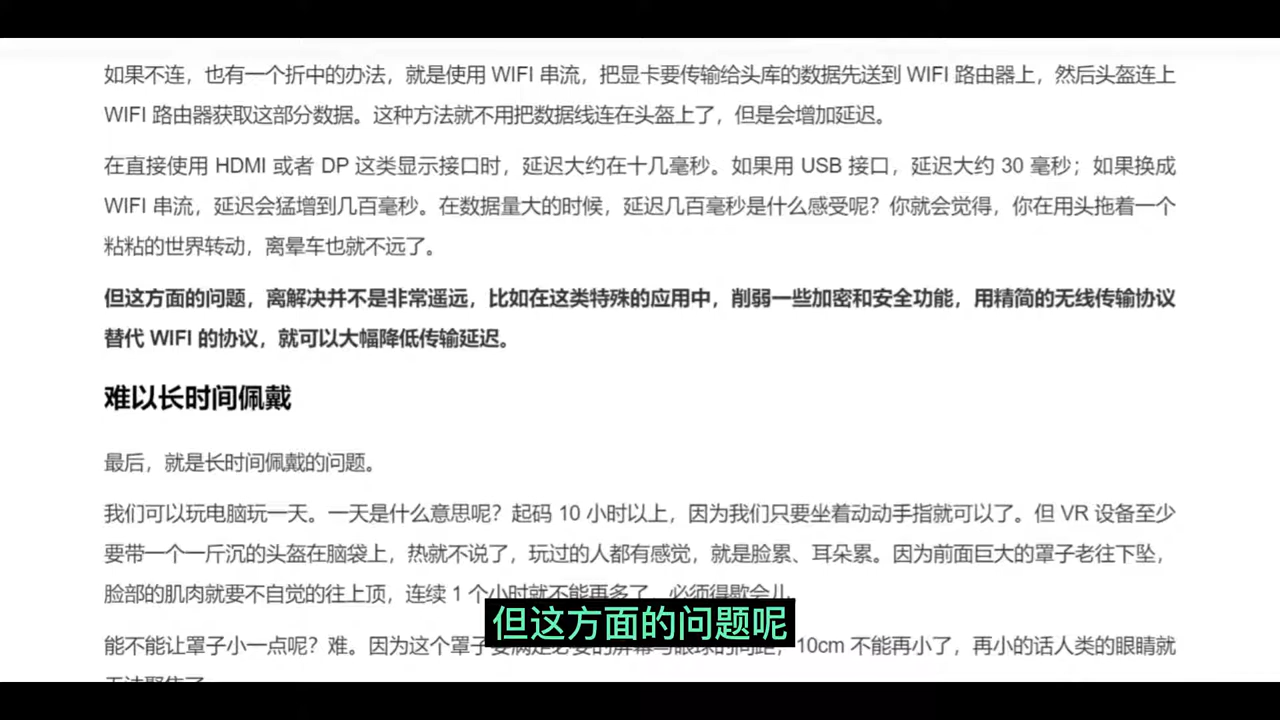 如果不连，也有一个折中的办法，就是使用 WIFI 串流，把显卡要传输给头库的数据先送到 WIFI 路由器上，然后头盔连上
WIFI 路由器获取这部分数据。这种方法就不用把数据线连在头盔上了，但是会增加延迟。
在直接使用 HDMI 或者 DP 这类显示接口时，延迟大约在十几毫秒。如果用 USB 接口，延迟大约 30 毫秒；如果换成
WIFI 串流，延迟会猛增到几百毫秒。在数据量大的时候，延迟几百毫秒是什么感受呢？你就会觉得，你在用头拖着一个
粘粘的世界转动，离晕车也就不远了。
但这方面的问题，离解决并不是非常遥远，比如在这类特殊的应用中，削弱一些加密和安全功能，用精简的无线传输协议
替代 WIFI 的协议，就可以大幅降低传输延迟。
难以长时间佩戴
最后，就是长时间佩戴的问题。
我们可以玩电脑玩一天。一天是什么意思呢？起码 10 小时以上，因为我们只要坐着动动手指就可以了。但 VR 设备至少
要带一个一斤沉的头盔在脑袋上，热就不说了，玩过的人都有感觉，就是脸累、耳朵累。因为前面巨大的罩子老往下坠，
脸部的肌肉就要不自觉的往上顶，连续 1 个小时就不能再多了，必须得歇会儿
但这方面的问题呢
能不能让罩子小一点呢？难。因为这个罩子要满足必要的屏幕与眼球的间距，10cm 不能再小了，再小的话人类的眼睛就